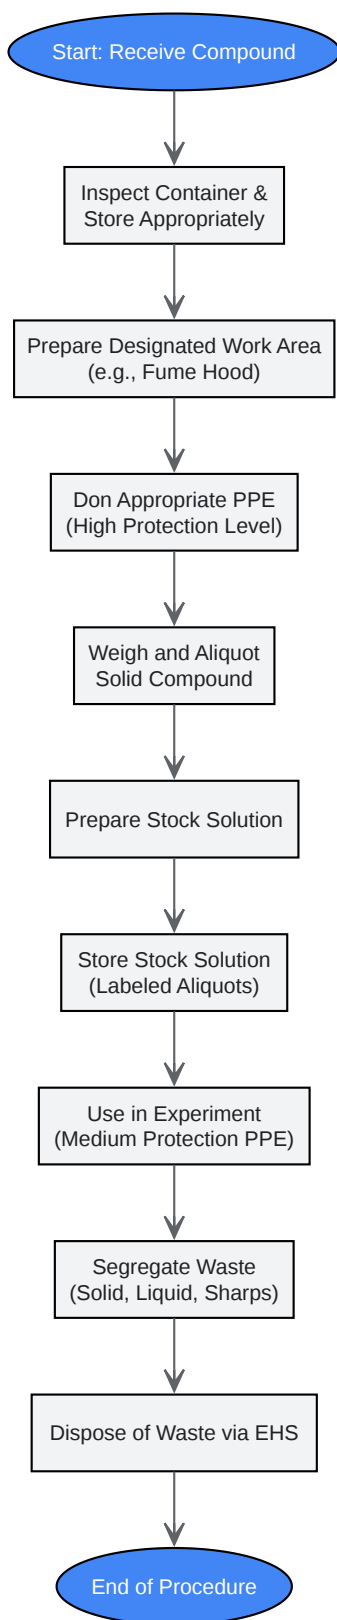 Start: Receive Compound
Inspect Container &
Store Appropriately
Prepare Designated Work Area
(e.g., Fume Hood)
Don Appropriate PPE
(High Protection Level)
Weigh and Aliquot
Solid Compound
Prepare Stock Solution
Store Stock Solution
(Labeled Aliquots)
Use in Experiment
(Medium Protection PPE)
Segregate Waste
(Solid, Liquid, Sharps)
Dispose of Waste via EHS
End of Procedure